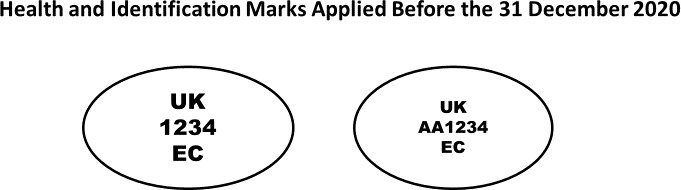 Health and Identification Marks Applied Before the 31 December 2020
UK
1234
EC
UK
AA1234
EC